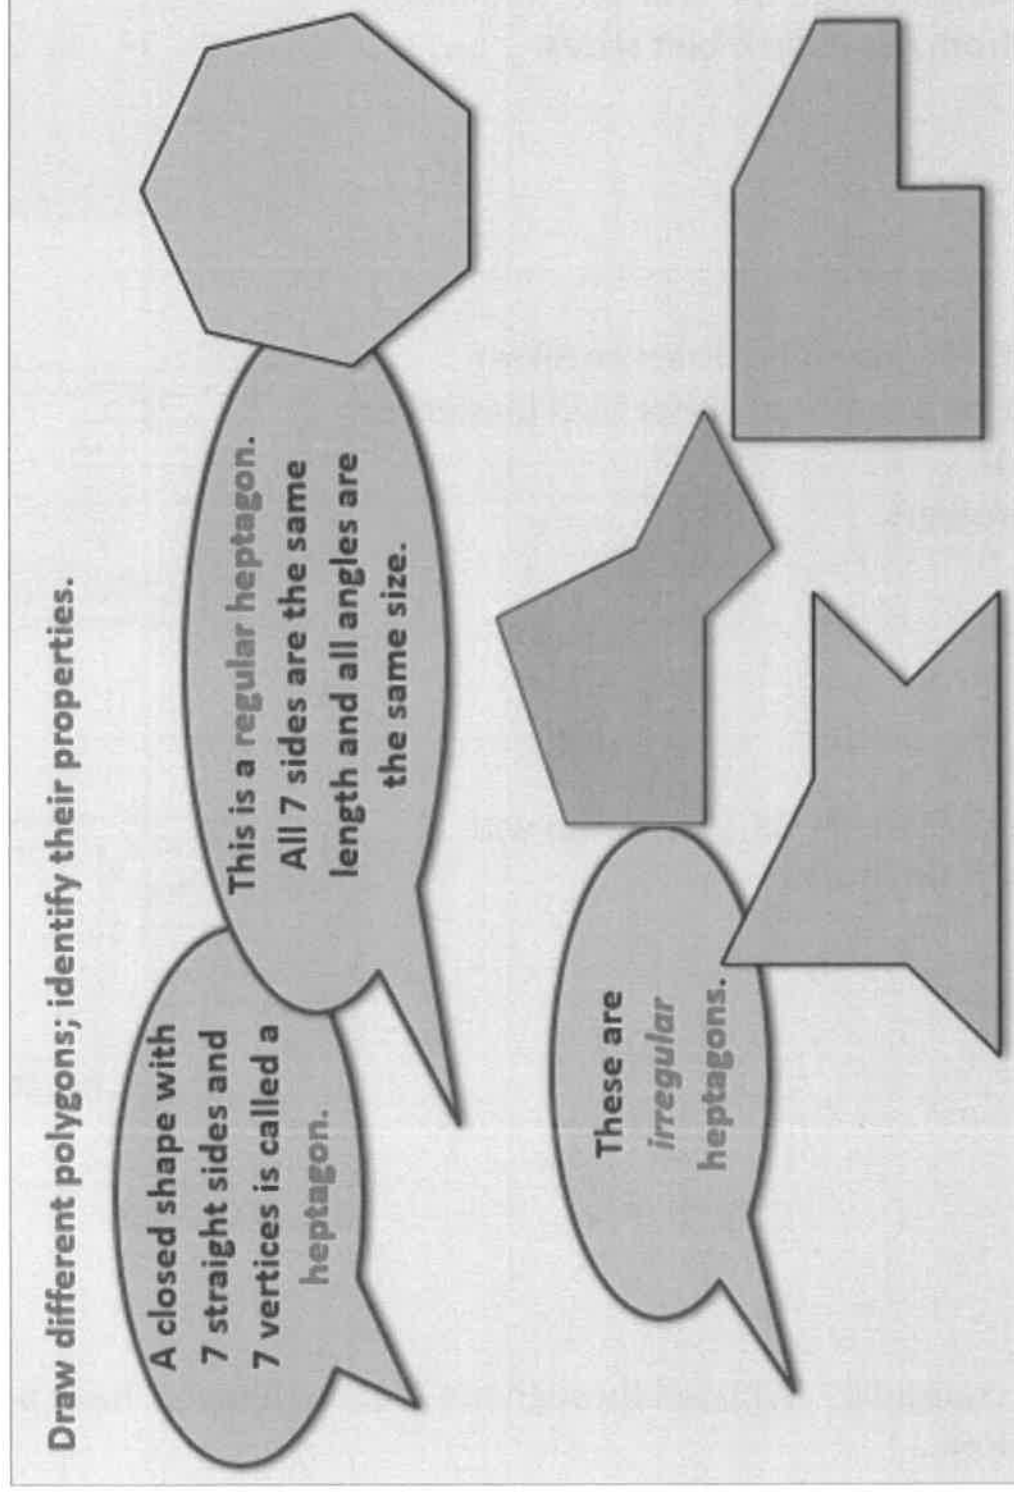 Draw different polygons; identify their properties.
A closed shape with
7 straight sides and
7 vertices is called a
heptagon.
This is a regular heptagon.
All 7 sides are the same
length and all angles are
the same size.
These are
irregular
heptagons.